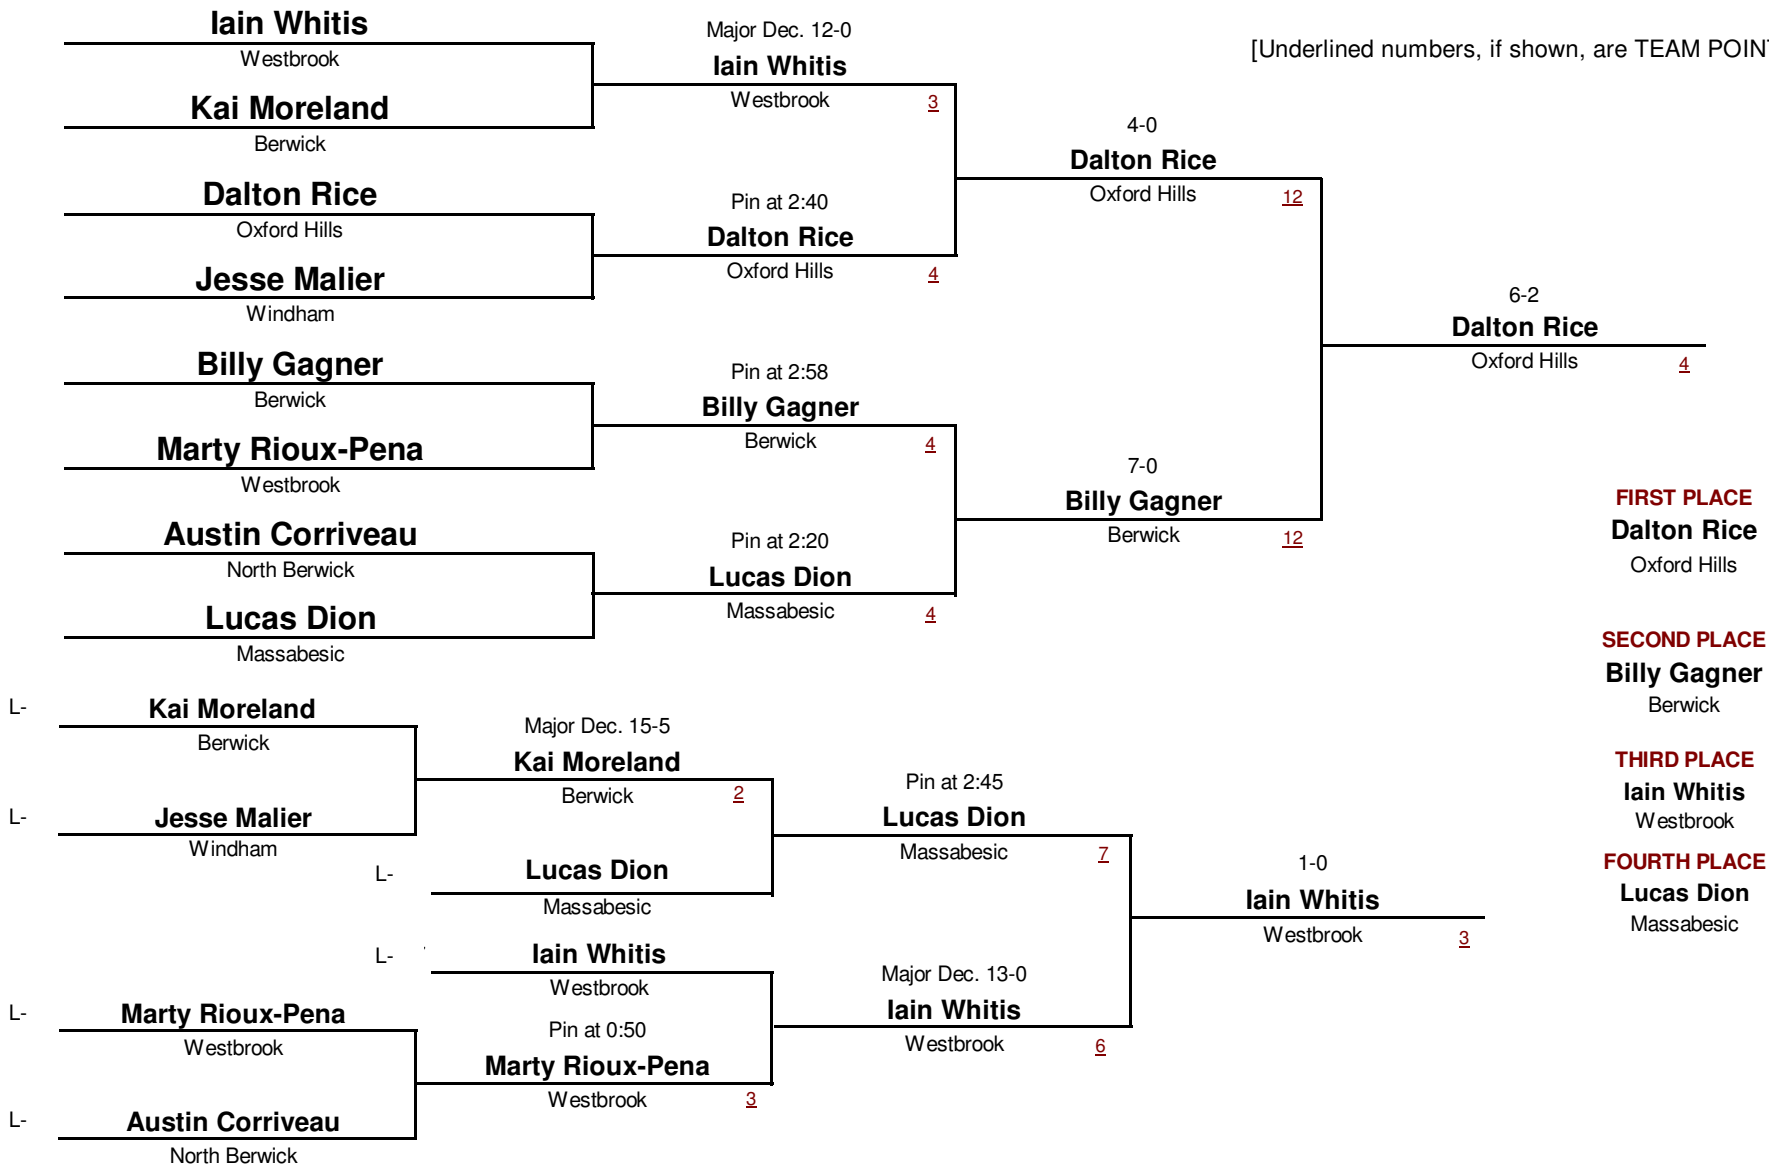 Iain Whitis
Westbrook
Kai Moreland
Berwick
Dalton Rice
Oxford Hills
Jesse Malier
Windham
Billy Gagner
Berwick
Marty Rioux-Pena
Westbrook
Austin Corriveau
North Berwick
Lucas Dion
Massabesic
Major Dec. 12-0
Iain Whitis
Westbrook 3
Pin at 2:40
Dalton Rice
Oxford Hills 4
Pin at 2:58
Billy Gagner
Berwick 4
Pin at 2:20
Lucas Dion
Massabesic 4
[Underlined numbers, if shown, are TEAM POINT
4-0
Dalton Rice
Oxford Hills 12
7-0
Billy Gagner
Berwick 12
6-2
Dalton Rice
Oxford Hills 4
FIRST PLACE
Dalton Rice
Oxford Hills
SECOND PLACE
Billy Gagner
Berwick
THIRD PLACE
Iain Whitis
Westbrook
FOURTH PLACE
Lucas Dion
Massabesic
L- Kai Moreland
Berwick
L- Jesse Malier
Windham
L- Marty Rioux-Pena
Westbrook
L- Austin Corriveau
North Berwick
Major Dec. 15-5
Kai Moreland
Berwick 2
L- Lucas Dion
Massabesic
L- Iain Whitis
Westbrook
Pin at 0:50
Marty Rioux-Pena
Westbrook 3
Pin at 2:45
Lucas Dion
Massabesic 7
Major Dec. 13-0
Iain Whitis
Westbrook 6
1-0
Iain Whitis
Westbrook 3